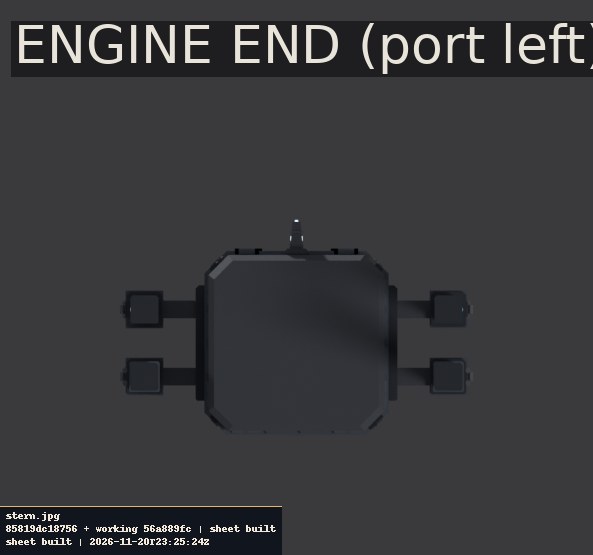 ENGINE END (port left)
stern.jpg
85819dc18756 + working 56a889fc | sheet built
sheet built | 2026-11-20T23:25:24Z